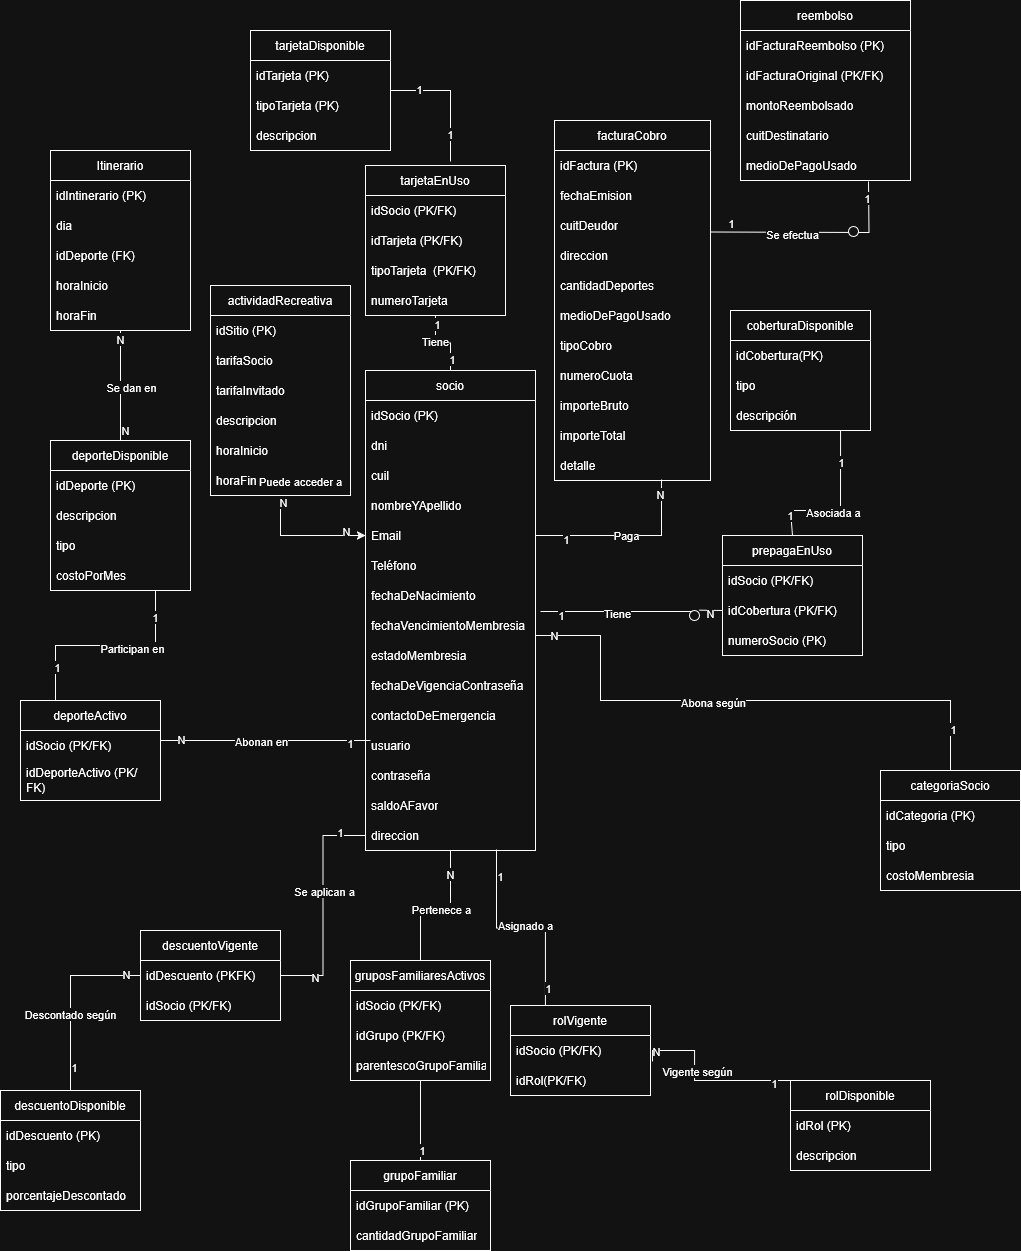 reembolso
idFacturaReembolso (PK)
idFacturaOriginal (PK/FK)
montoReembolsado
cuitDestinatario
medioDePagoUsado
1
1
Se efectua
tarjetaDisponible
idTarjeta (PK)
tipoTarjeta (PK)
descripcion
1
1
facturaCobro
idFactura (PK)
fechaEmision
cuitDeudor
direccion
cantidadDeportes
medioDePagoUsado
tipoCobro
numeroCuota
importeBruto
importeTotal
detalle
N
Paga
1
Itinerario
idIntinerario (PK)
dia
idDeporte (FK)
horaInicio
horaFin
N
Se dan en
N
tarjetaEnUso
idSocio (PK/FK)
idTarjeta (PK/FK)
tipoTarjeta  (PK/FK)
numeroTarjeta
1
Tiene
1
actividadRecreativa
idSitio (PK)
tarifaSocio
tarifaInvitado
descripcion
horaInicio
horaFin
Puede acceder a
N
N
coberturaDisponible
idCobertura(PK)
tipo
descripción
1
Asociada a
1
socio
idSocio (PK)
dni
cuil
nombreYApellido
Email
Teléfono
fechaDeNacimiento
fechaVencimientoMembresia
estadoMembresia
fechaDeVigenciaContraseña
contactoDeEmergencia
usuario
contraseña
saldoAFavor
direccion
deporteDisponible
idDeporte (PK)
descripcion
tipo
costoPorMes
1
Participan en
1
prepagaEnUso
idSocio (PK/FK)
idCobertura (PK/FK)
numeroSocio (PK)
1
Tiene
N
N
Abona según
1
deporteActivo
idSocio (PK/FK)
idDeporteActivo (PK/
FK)
N
Abonan en
1
categoriaSocio
idCategoria (PK)
tipo
costoMembresia
1
Se aplican a
N
N
Pertenece a
1
Asignado a
1
descuentoVigente
idDescuento (PKFK)
idSocio (PK/FK)
N
Descontado según
1
gruposFamiliaresActivos
idSocio (PK/FK)
idGrupo (PK/FK)
parentescoGrupoFamilia
1
rolVigente
idSocio (PK/FK)
idRol(PK/FK)
N
Vigente según
1
descuentoDisponible
idDescuento (PK)
tipo
porcentajeDescontado
rolDisponible
idRol (PK)
descripcion
grupoFamiliar
idGrupoFamiliar (PK)
cantidadGrupoFamiliar